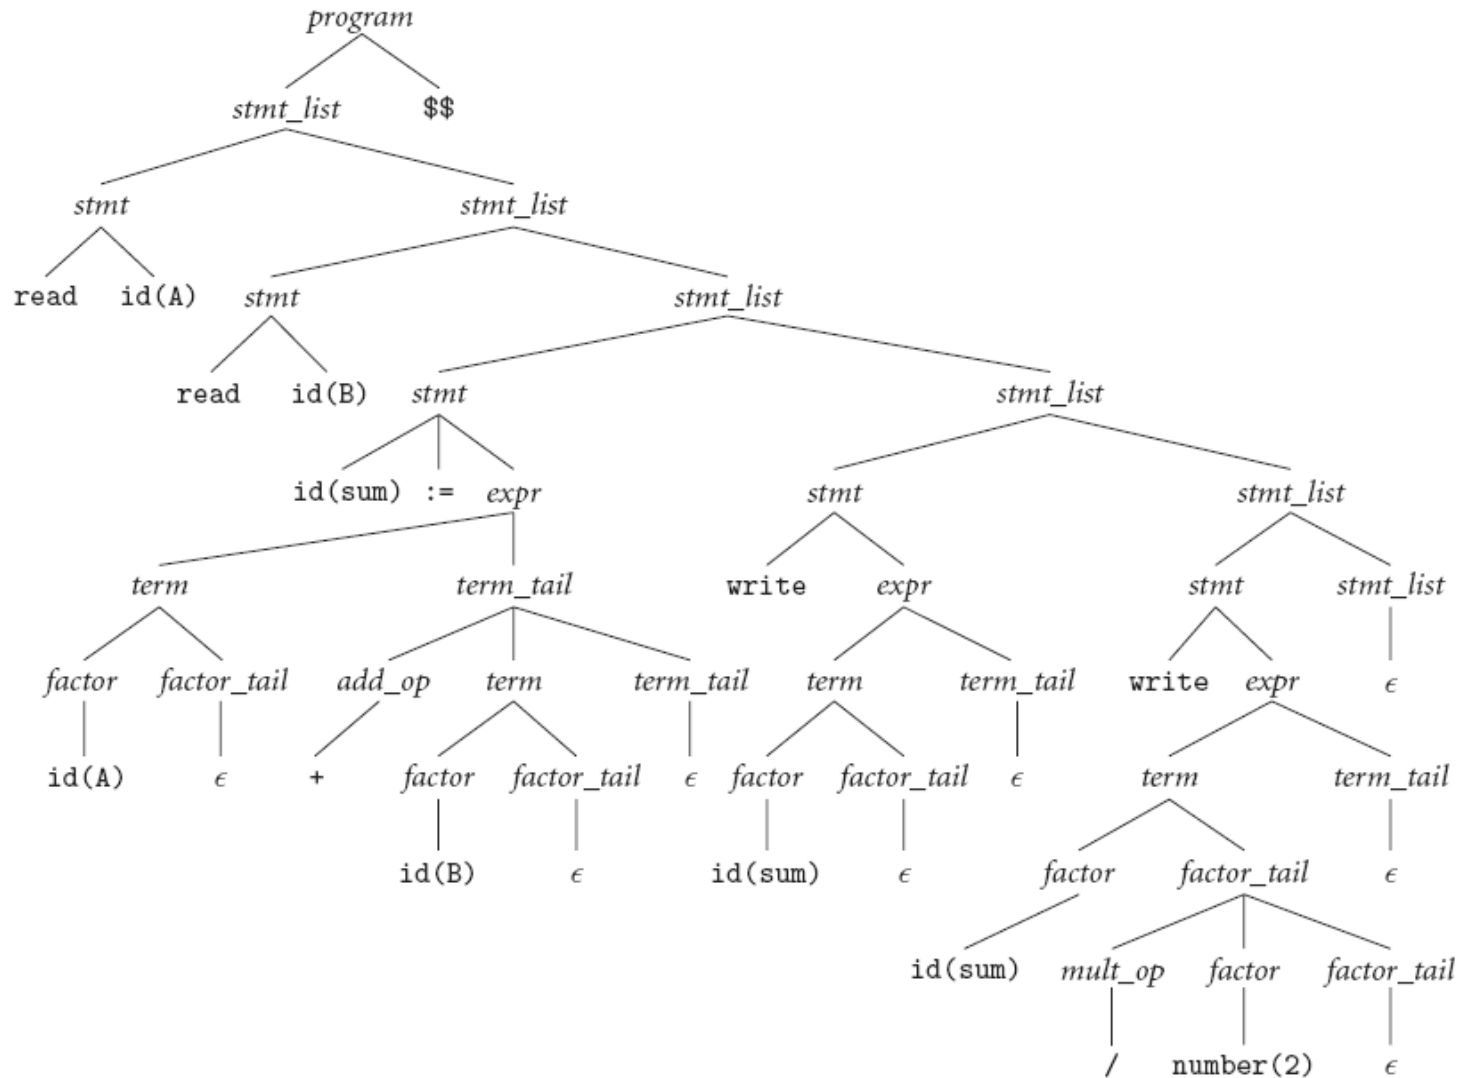 program
stmt_list $$
stmt stmt_list
read id(A) stmt stmt_list
read id(B) stmt stmt_list
id(sum) := expr stmt stmt_list
term term_tail write expr stmt stmt_list
factor factor_tail add_op term term_tail term term_tail write expr ϵ
id(A) ϵ + factor factor_tail ϵ factor factor_tail ϵ term term_tail
id(B) ϵ id(sum) ϵ factor factor_tail ϵ
id(sum) mult_op factor factor_tail
/ number(2) ϵ